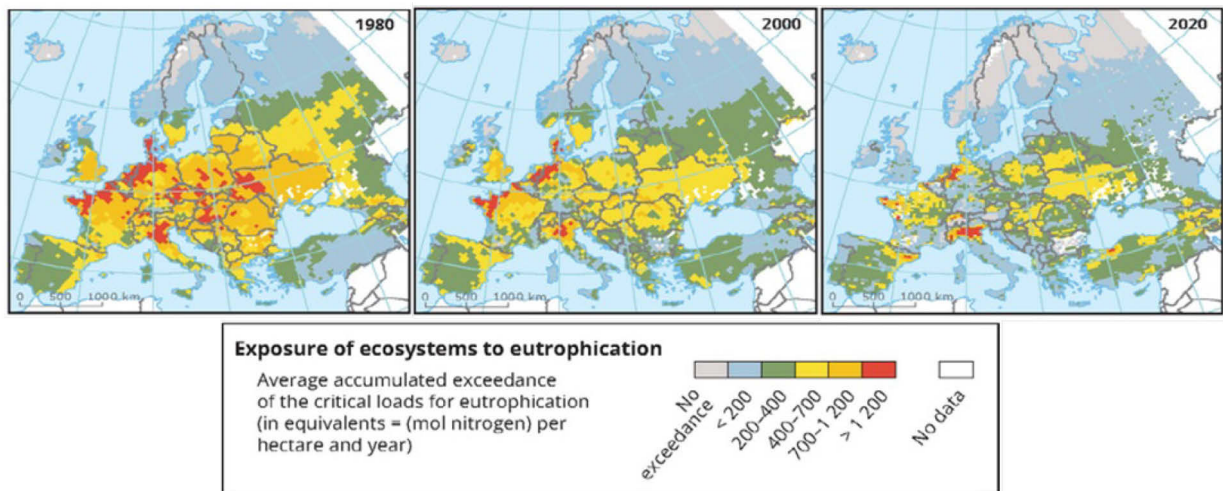 1980
2000
2020
0 500 1000 km
0 500 1000 km
0 500 1000 km
Exposure of ecosystems to eutrophication
Average accumulated exceedance
of the critical loads for eutrophication
(in equivalents = (mol nitrogen) per
hectare and year)
No
exceedance
< 200
200–400
400–700
700–1 200
> 1 200
No data